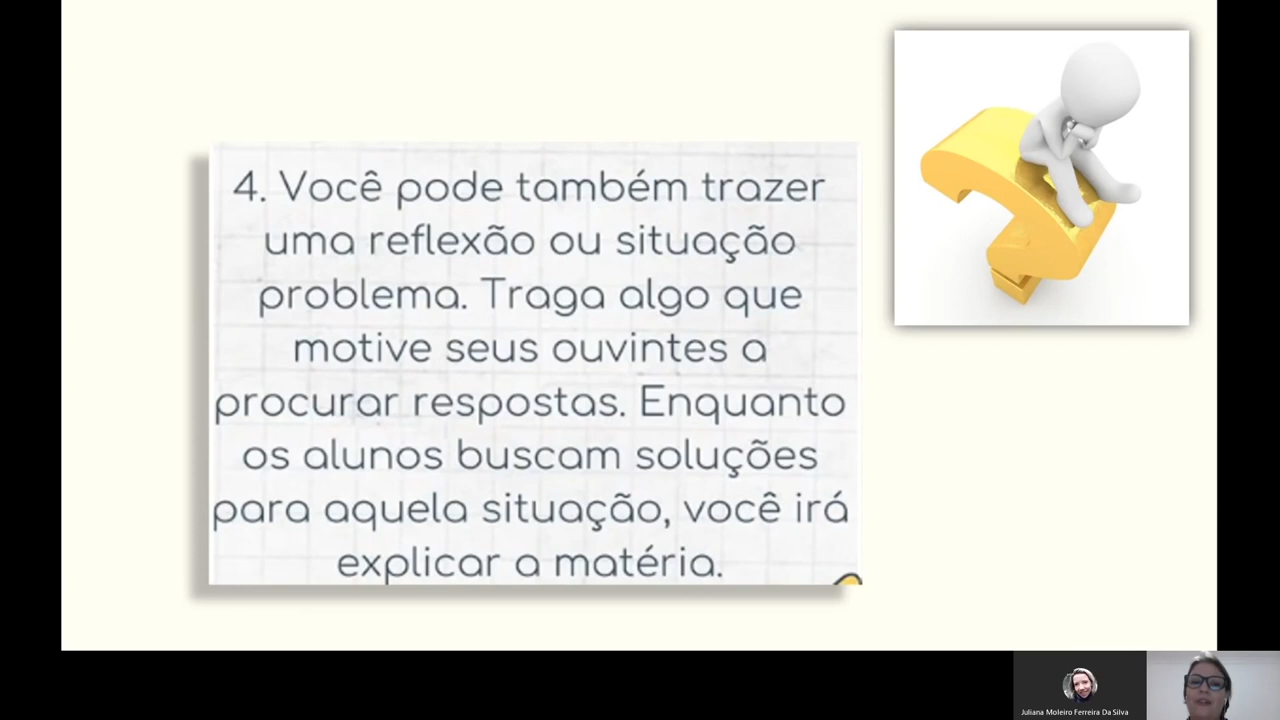 4. Você pode também trazer
uma reflexão ou situação
problema. Traga algo que
motive seus ouvintes a
procurar respostas. Enquanto
os alunos buscam soluções
para aquela situação, você irá
explicar a matéria.
Juliana Moleiro Ferreira Da Silva